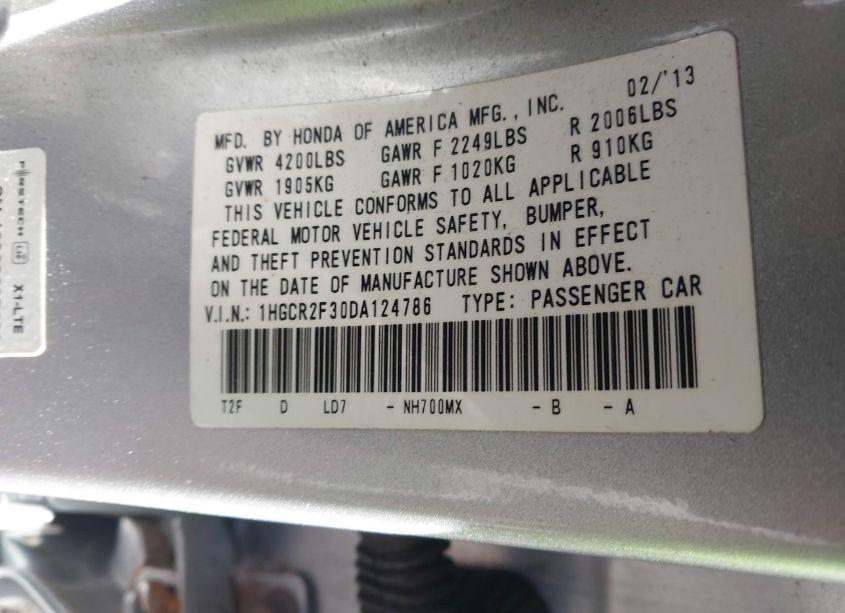 02/'13
MFD. BY HONDA OF AMERICA MFG., INC.
GVWR 4200LBS GAWR F 2249LBS R 2006LBS
GVWR 1905KG GAWR F 1020KG R 910KG
THIS VEHICLE CONFORMS TO ALL APPLICABLE
FEDERAL MOTOR VEHICLE SAFETY, BUMPER,
AND THEFT PREVENTION STANDARDS IN EFFECT
ON THE DATE OF MANUFACTURE SHOWN ABOVE.
V.I.N.: 1HGCR2F30DA124786 TYPE: PASSENGER CAR
T2F D LD7 - NH700MX - B - A
FIRSTECH X1-LTE